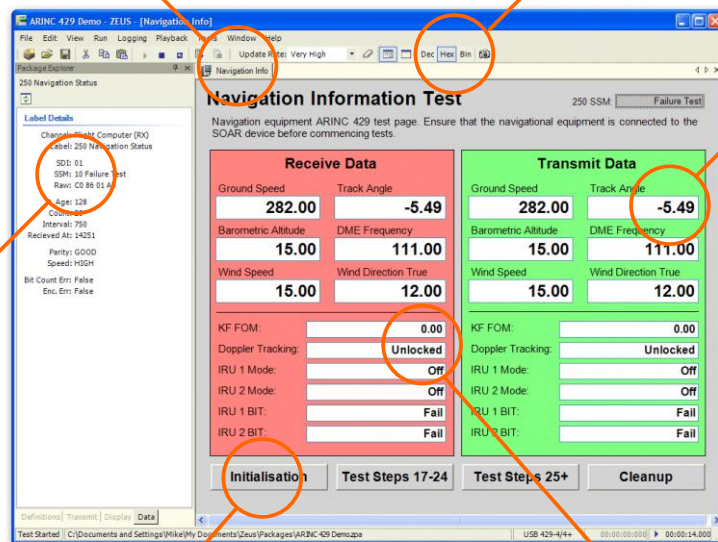 ARINC 429 Demo - ZEUS - [Navigation Info]
File Edit View Run Logging Playback Tools Window Help
Update Rate: Very High Dec Hex Bin
Package Explorer
Navigation Info
250 Navigation Status
Label Details
Channel: Flight Computer (RX)
Label: 250 Navigation Status
SDI: 01
SSM: 10 Failure Test
Raw: C0 86 01
Age: 128
Count:
Interval: 750
Recieved At: 14251
Parity: GOOD
Speed: HIGH
Bit Count Err: False
Enc. Err: False
Navigation Information Test
250 SSM: Failure Test
Navigation equipment ARINC 429 test page. Ensure that the navigational equipment is connected to the
SOAR device before commencing tests.
Receive Data
Ground Speed Track Angle
282.00 -5.49
Barometric Altitude DME Frequency
15.00 111.00
Wind Speed Wind Direction True
15.00 12.00
KF FOM: 0.00
Doppler Tracking: Unlocked
IRU 1 Mode: Off
IRU 2 Mode: Off
IRU 1 BIT: Fail
IRU 2 BIT: Fail
Transmit Data
Ground Speed Track Angle
282.00 -5.49
Barometric Altitude DME Frequency
15.00 111.00
Wind Speed Wind Direction True
15.00 12.00
KF FOM: 0.00
Doppler Tracking: Unlocked
IRU 1 Mode: Off
IRU 2 Mode: Off
IRU 1 BIT: Fail
IRU 2 BIT: Fail
Initialisation Test Steps 17-24 Test Steps 25+ Cleanup
Definitions Transmit Display Data
Test Started C:\Documents and Settings\Mike\My Documents\Zeus\Packages\ARINC 429 Demo.zpa USB 429-4/4+ 00:00:00:000 00:00:14.000